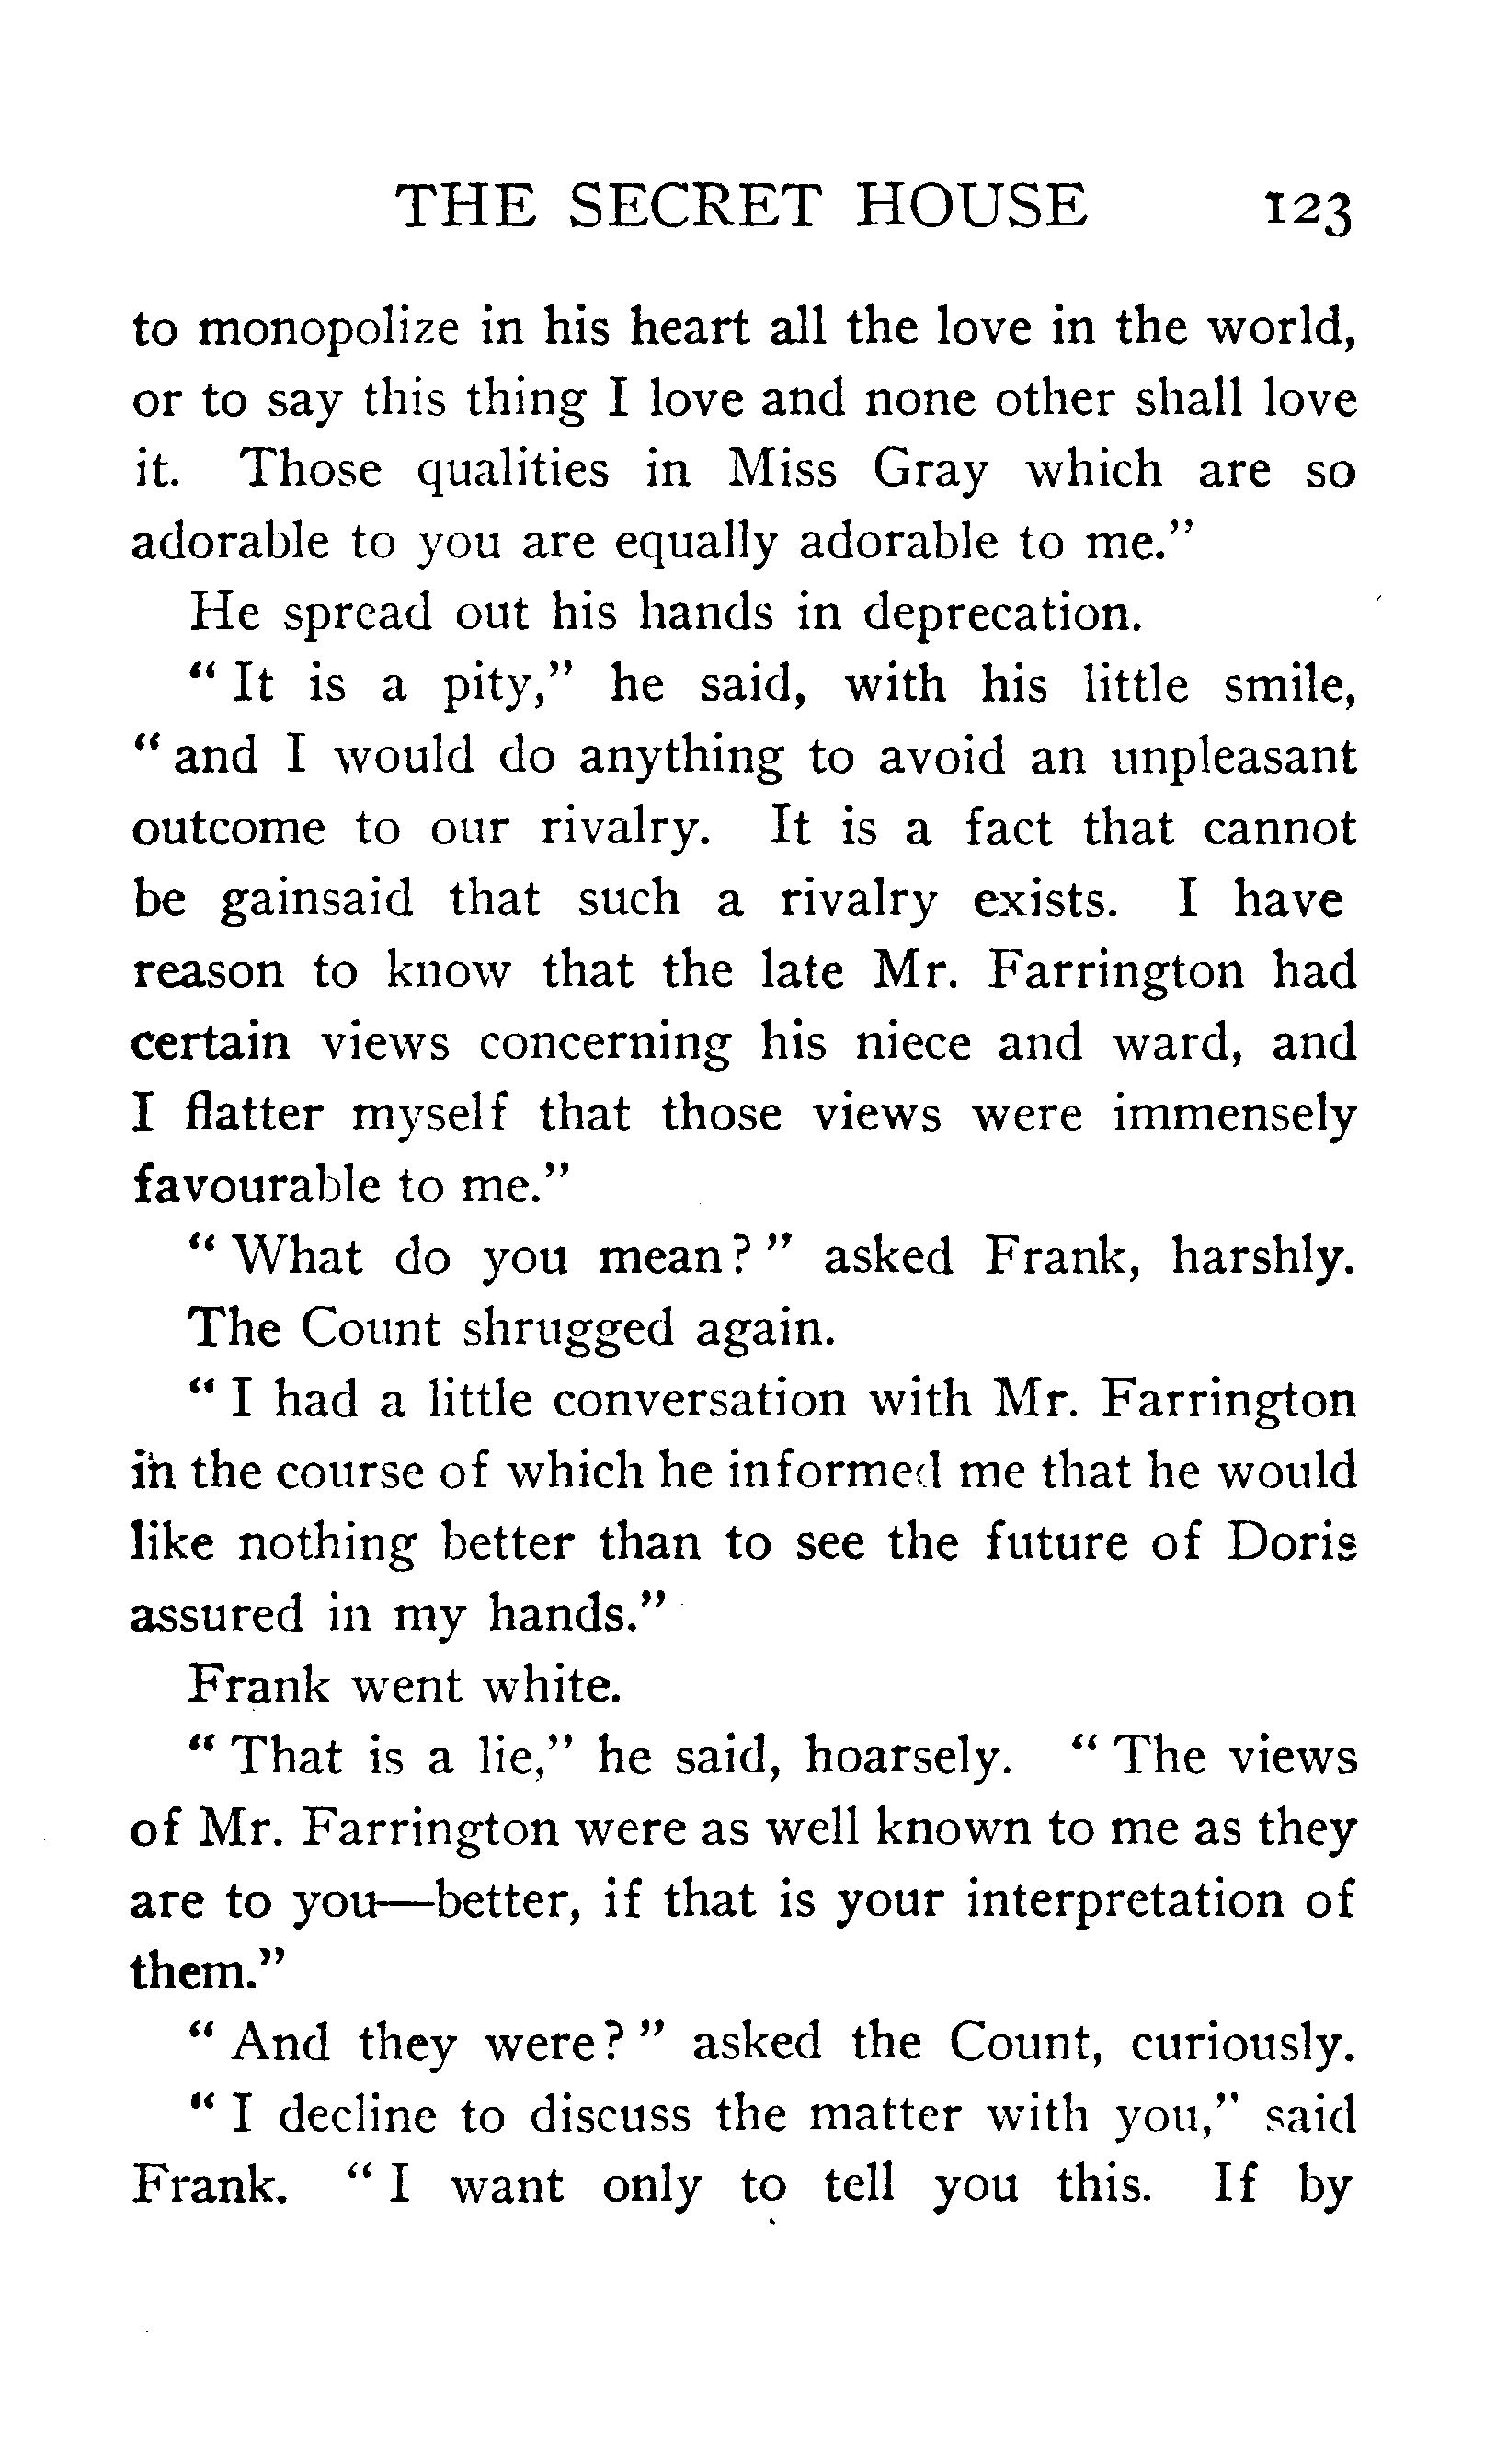 THE SECRET HOUSE 123
to monopolize in his heart all the love in the world,
or to say this thing I love and none other shall love
it. Those qualities in Miss Gray which are so
adorable to you are equally adorable to me."
He spread out his hands in deprecation.
" It is a pity," he said, with his little smile,
" and I would do anything to avoid an unpleasant
outcome to our rivalry. It is a fact that cannot
be gainsaid that such a rivalry exists. I have
reason to know that the late Mr. Farrington had
certain views concerning his niece and ward, and
I flatter myself that those views were immensely
favourable to me."
" What do you mean? " asked Frank, harshly.
The Count shrugged again.
" I had a little conversation with Mr. Farrington
in the course of which he informed me that he would
like nothing better than to see the future of Doris
assured in my hands."
Frank went white.
" That is a lie," he said, hoarsely. " The views
of Mr. Farrington were as well known to me as they
are to you—better, if that is your interpretation of
them."
" And they were? " asked the Count, curiously.
" I decline to discuss the matter with you," said
Frank. " I want only to tell you this. If by